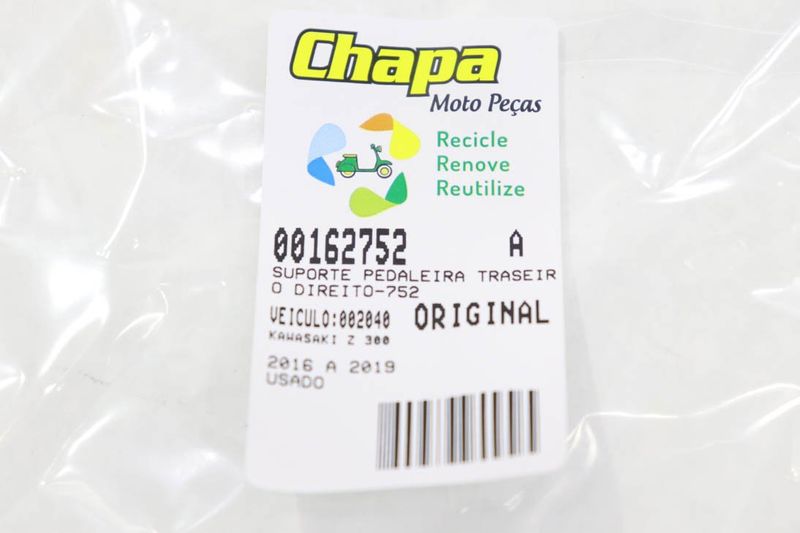 Chapa
Moto Peças
Recicle
Renove
Reutilize
00162752 A
SUPORTE PEDALEIRA TRASEIR
O DIREITO-752
VEICULO:002040 ORIGINAL
KAWASAKI Z 300
2016 A 2019
USADO